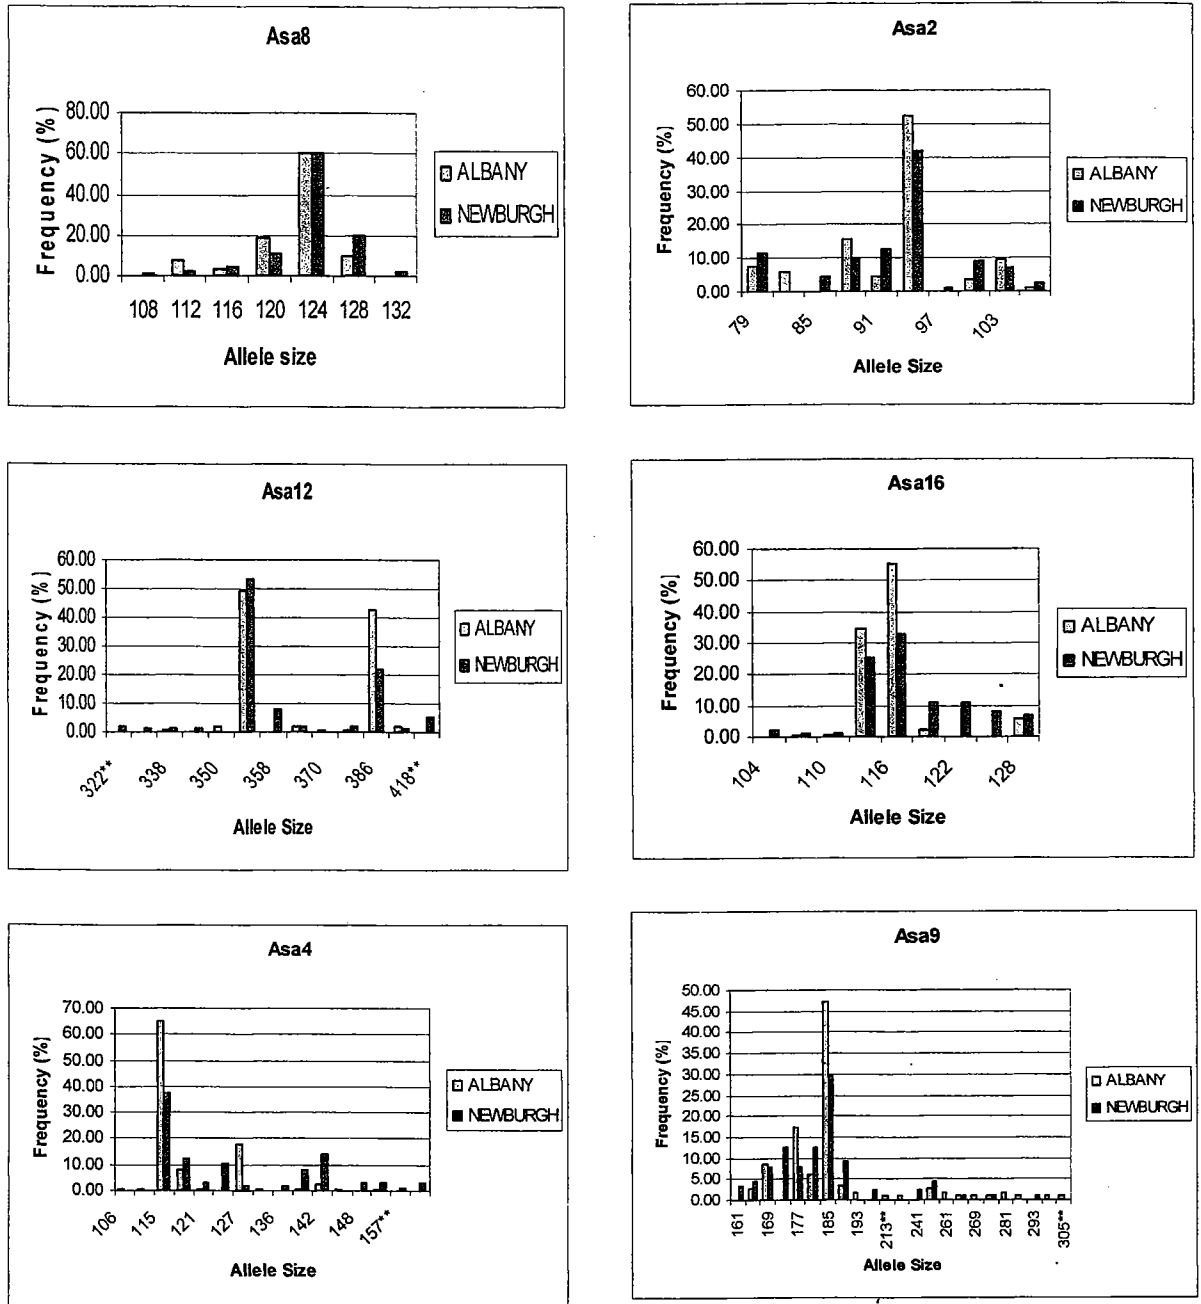 Asa8
Frequency (%)
80.00
60.00
40.00
20.00
0.00
108 112 116 120 124 128 132
Allele size
ALBANY
NEWBURGH
Asa2
Frequency (%)
60.00
50.00
40.00
30.00
20.00
10.00
0.00
79 85 91 97 103
Allele Size
ALBANY
NEWBURGH
Asa12
Frequency (%)
60.00
50.00
40.00
30.00
20.00
10.00
0.00
322** 338 350 358 370 386 418**
Allele Size
ALBANY
NEWBURGH
Asa16
Frequency (%)
60.00
50.00
40.00
30.00
20.00
10.00
0.00
104 110 116 122 128
Allele Size
ALBANY
NEWBURGH
Asa4
Frequency (%)
70.00
60.00
50.00
40.00
30.00
20.00
10.00
0.00
106 115 121 127 136 142 148 157**
Allele Size
ALBANY
NEWBURGH
Asa9
Frequency (%)
50.00
45.00
40.00
35.00
30.00
25.00
20.00
15.00
10.00
5.00
0.00
161 169 177 185 193 213** 241 261 269 281 293 305**
Allele Size
ALBANY
NEWBURGH